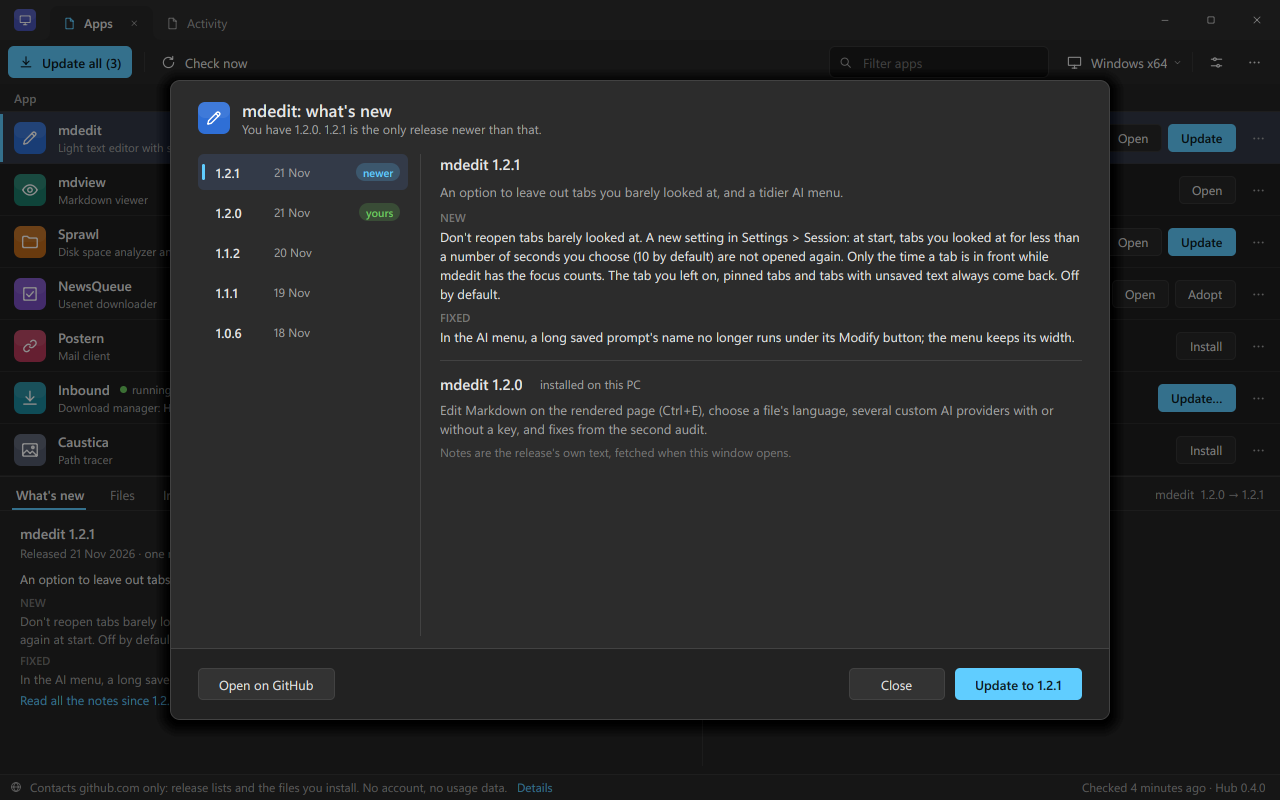 Apps
Activity
Update all (3)
Check now
Filter apps
Windows x64
App
mdedit
Light text editor with s
Open
Update
mdview
Markdown viewer
Open
Sprawl
Disk space analyzer an
Open
Update
NewsQueue
Usenet downloader
Open
Adopt
Postern
Mail client
Install
Inbound
running
Download manager: H
Update...
Caustica
Path tracer
Install
What's new
Files
mdedit 1.2.0 → 1.2.1
mdedit 1.2.1
Released 21 Nov 2026 · one
An option to leave out tabs
NEW
Don't reopen tabs barely lo
again at start. Off by defaul
FIXED
In the AI menu, a long save
Read all the notes since 1.2.
mdedit: what's new
You have 1.2.0. 1.2.1 is the only release newer than that.
1.2.1 21 Nov newer
1.2.0 21 Nov yours
1.1.2 20 Nov
1.1.1 19 Nov
1.0.6 18 Nov
mdedit 1.2.1
An option to leave out tabs you barely looked at, and a tidier AI menu.
NEW
Don't reopen tabs barely looked at. A new setting in Settings > Session: at start, tabs you looked at for less than
a number of seconds you choose (10 by default) are not opened again. Only the time a tab is in front while
mdedit has the focus counts. The tab you left on, pinned tabs and tabs with unsaved text always come back. Off
by default.
FIXED
In the AI menu, a long saved prompt's name no longer runs under its Modify button; the menu keeps its width.
mdedit 1.2.0 installed on this PC
Edit Markdown on the rendered page (Ctrl+E), choose a file's language, several custom AI providers with or
without a key, and fixes from the second audit.
Notes are the release's own text, fetched when this window opens.
Open on GitHub
Close
Update to 1.2.1
Contacts github.com only: release lists and the files you install. No account, no usage data. Details
Checked 4 minutes ago · Hub 0.4.0